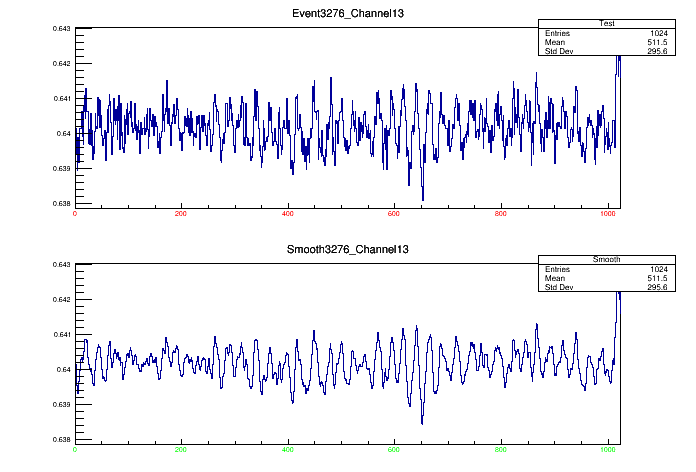 Event3276_Channel13
Test
Entries 1024
Mean 511.5
Std Dev 295.6
0.643
0.642
0.641
0.64
0.639
0.638
0 200 400 600 800 1000
Smooth3276_Channel13
Smooth
Entries 1024
Mean 511.5
Std Dev 295.6
0.643
0.642
0.641
0.64
0.639
0.638
0 200 400 600 800 1000